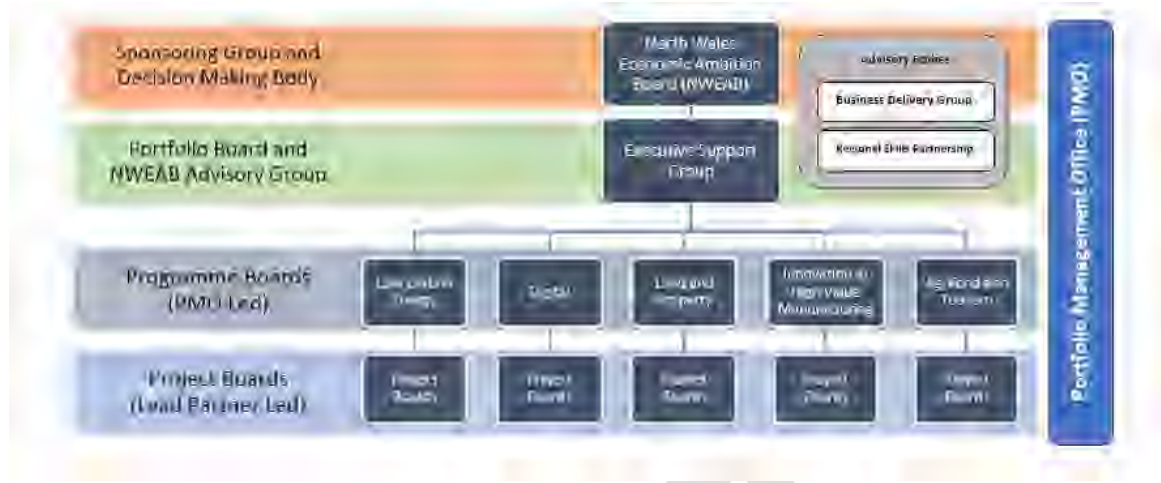 Sponsoring Group and
Decision Making Body
North Wales
Economic Ambition
Board (NWEAB)
Advisory Bodies
Business Delivery Group
Regional Skills Partnership
Portfolio Board and
NWEAB Advisory Group
Executive Support
Group
Programme Boards
(PMO Led)
Low Carbon
Energy
Digital
Land and
Property
Innovation in
High Value
Manufacturing
Agrifood and
Tourism
Project Boards
(Lead Partner Led)
Project
Boards
Project
Boards
Project
Boards
Project
Boards
Project
Boards
Portfolio Management Office (PMO)